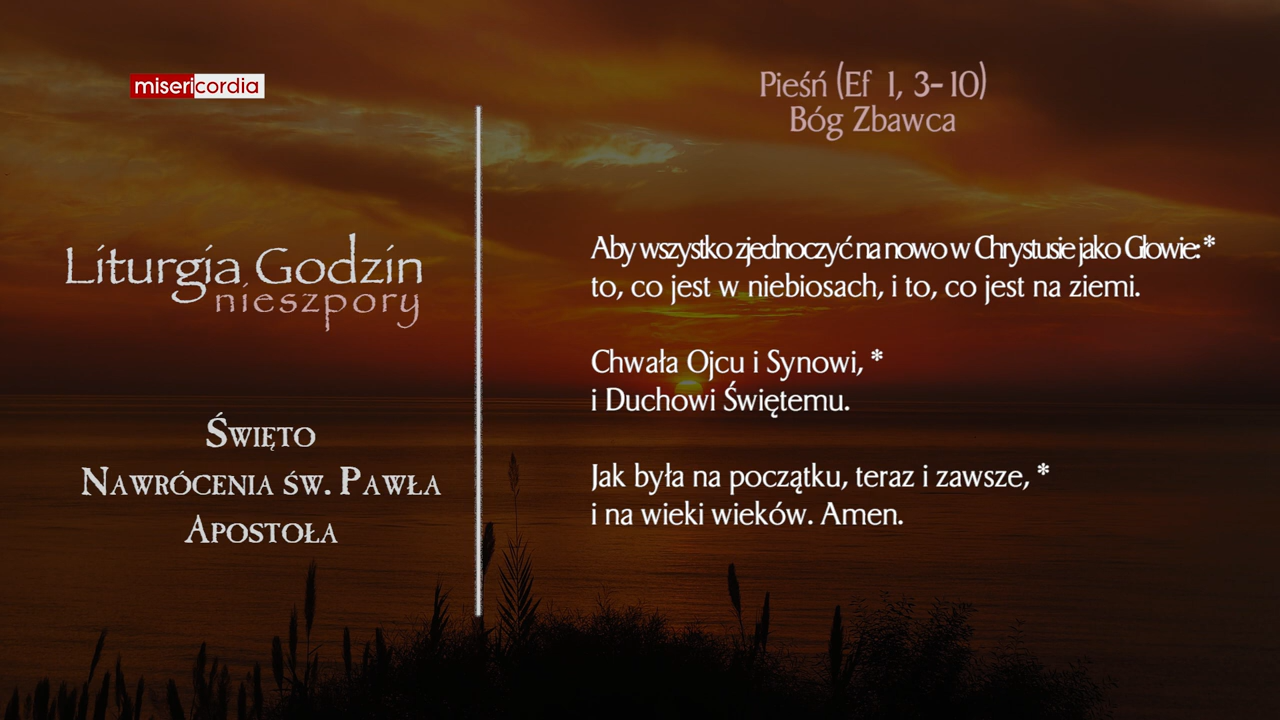 misericordia
Liturgia Godzin
nieszpory
Święto
Nawrócenia św. Pawła
Apostoła
Pieśń (Ef 1, 3-10)
Bóg Zbawca
Aby wszystko zjednoczyć na nowo w Chrystusie jako Głowie: *
to, co jest w niebiosach, i to, co jest na ziemi.
Chwała Ojcu i Synowi, *
i Duchowi Świętemu.
Jak była na początku, teraz i zawsze, *
i na wieki wieków. Amen.